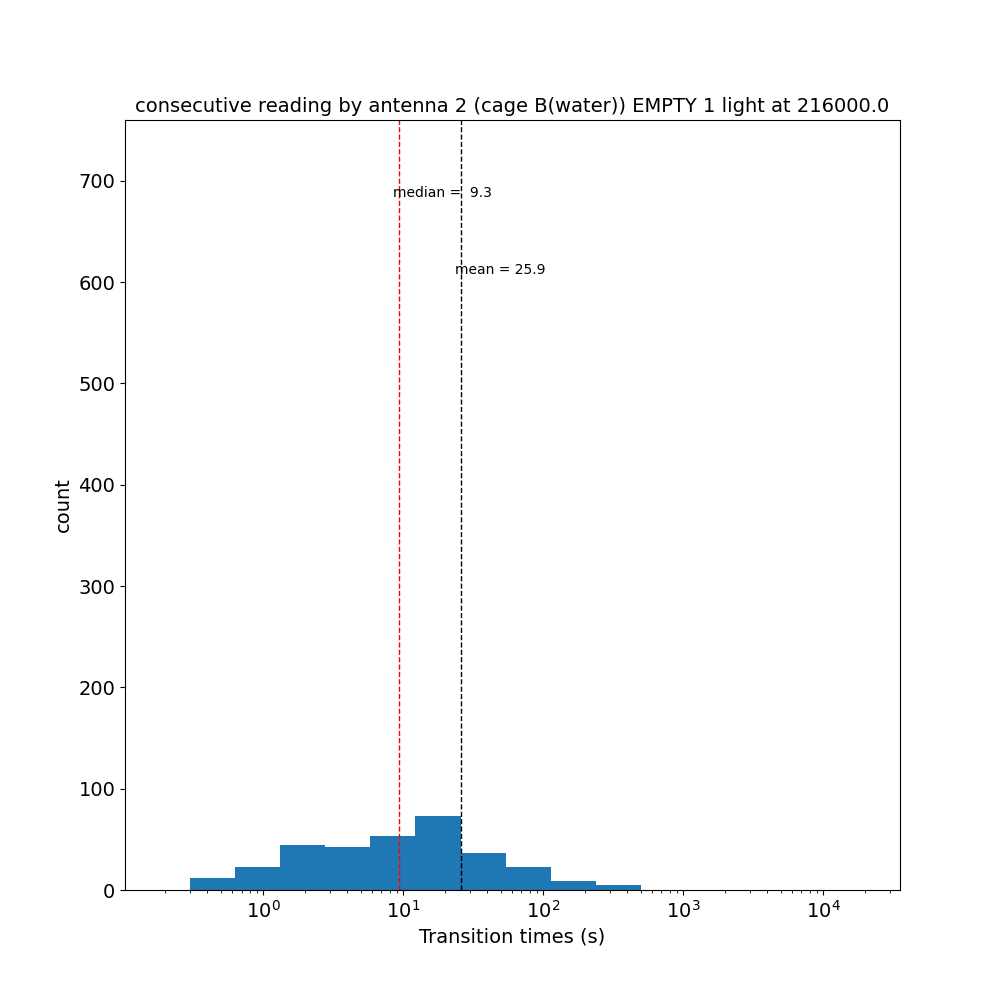 consecutive reading by antenna 2 (cage B(water)) EMPTY 1 light at 216000.0
700
median =  9.3
mean = 25.9
600
500
400
300
200
100
0
count
10^0 10^1 10^2 10^3 10^4
Transition times (s)